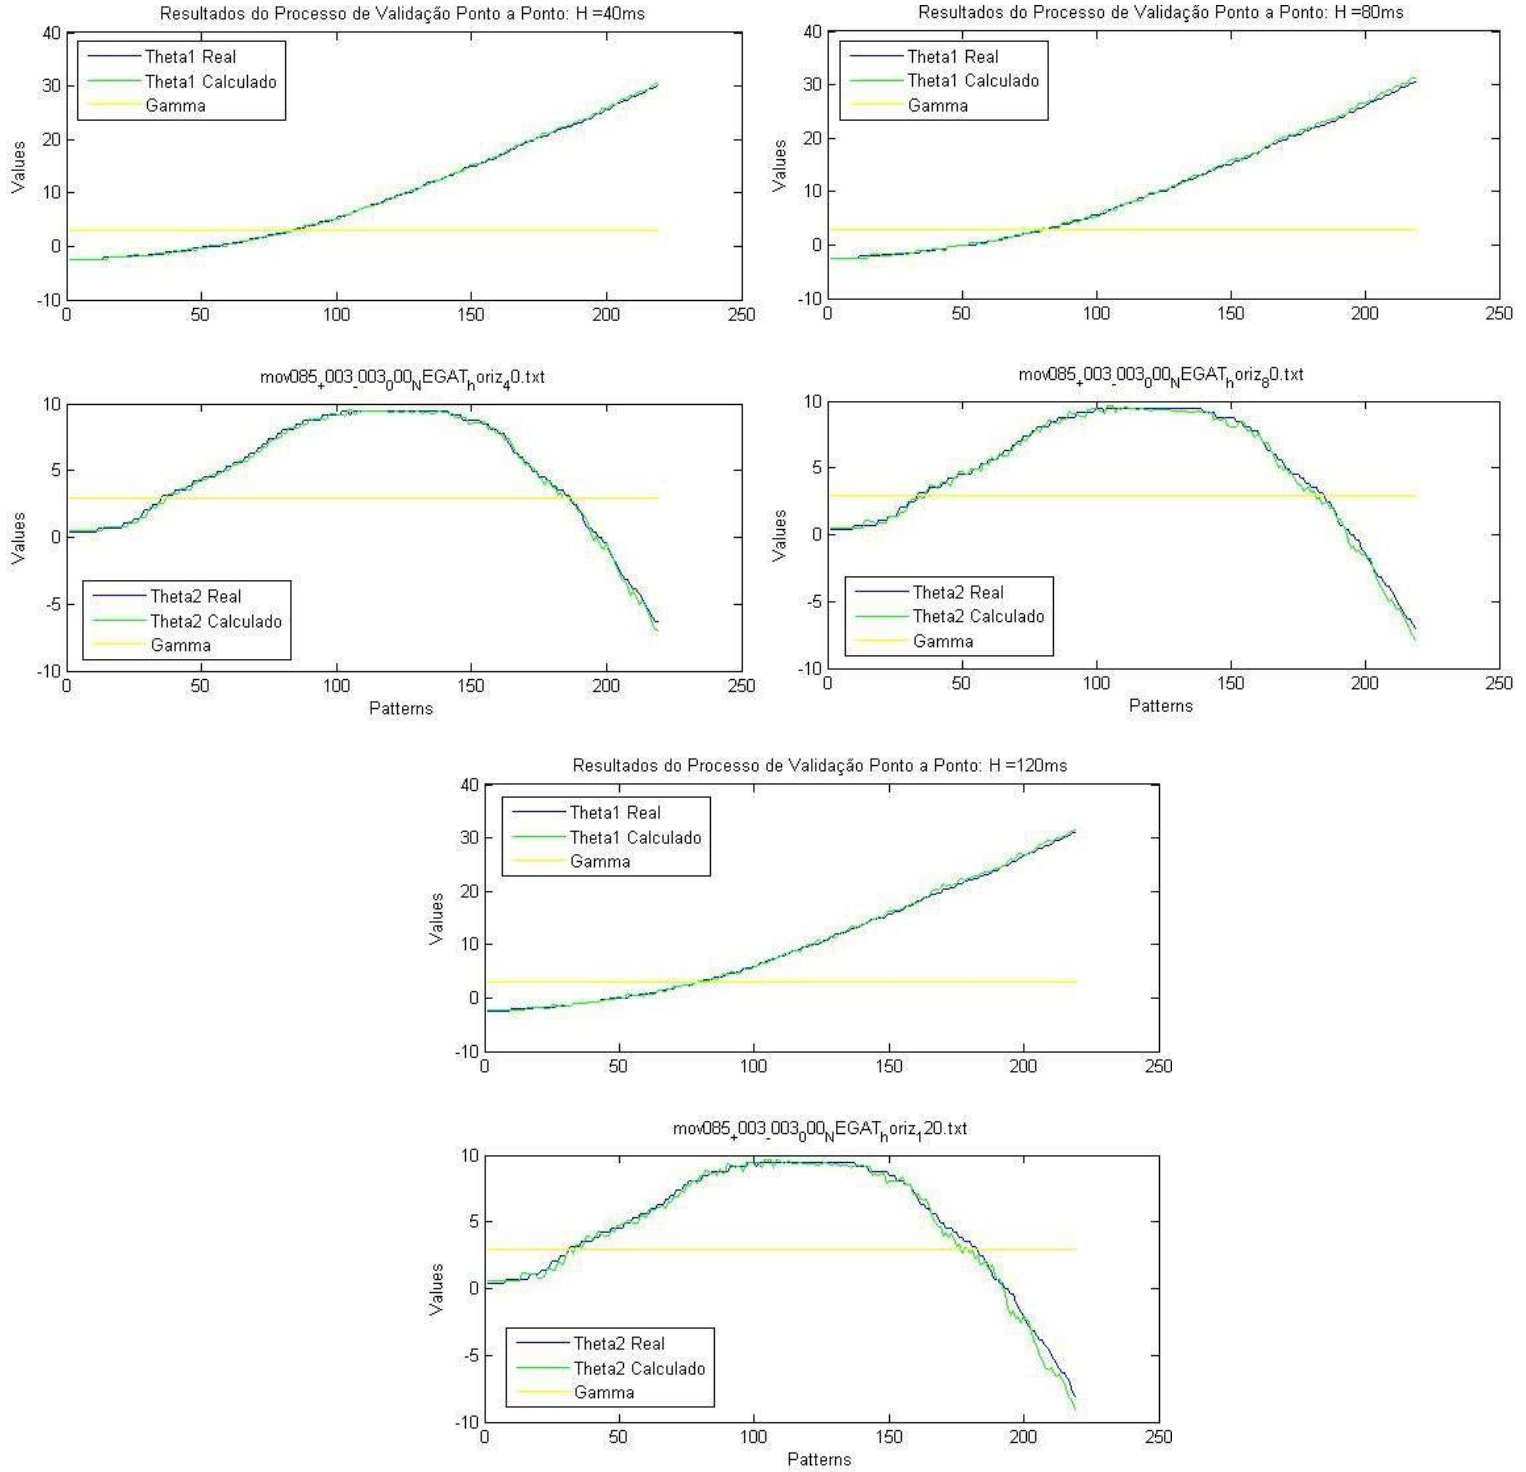 Resultados do Processo de Validação Ponto a Ponto: H =40ms
40
30
20
10
0
-10
Values
Theta1 Real
Theta1 Calculado
Gamma
0 50 100 150 200 250
mov085+003-003000NEGAThoriz40.txt
10
5
0
-5
-10
Values
Theta2 Real
Theta2 Calculado
Gamma
0 50 100 150 200 250
Patterns
Resultados do Processo de Validação Ponto a Ponto: H =80ms
40
30
20
10
0
-10
Values
Theta1 Real
Theta1 Calculado
Gamma
0 50 100 150 200 250
mov085+003-003000NEGAThoriz80.txt
10
5
0
-5
-10
Values
Theta2 Real
Theta2 Calculado
Gamma
0 50 100 150 200 250
Patterns
Resultados do Processo de Validação Ponto a Ponto: H =120ms
40
30
20
10
0
-10
Values
Theta1 Real
Theta1 Calculado
Gamma
0 50 100 150 200 250
mov085+003-003000NEGAThoriz120.txt
10
5
0
-5
-10
Values
Theta2 Real
Theta2 Calculado
Gamma
0 50 100 150 200 250
Patterns